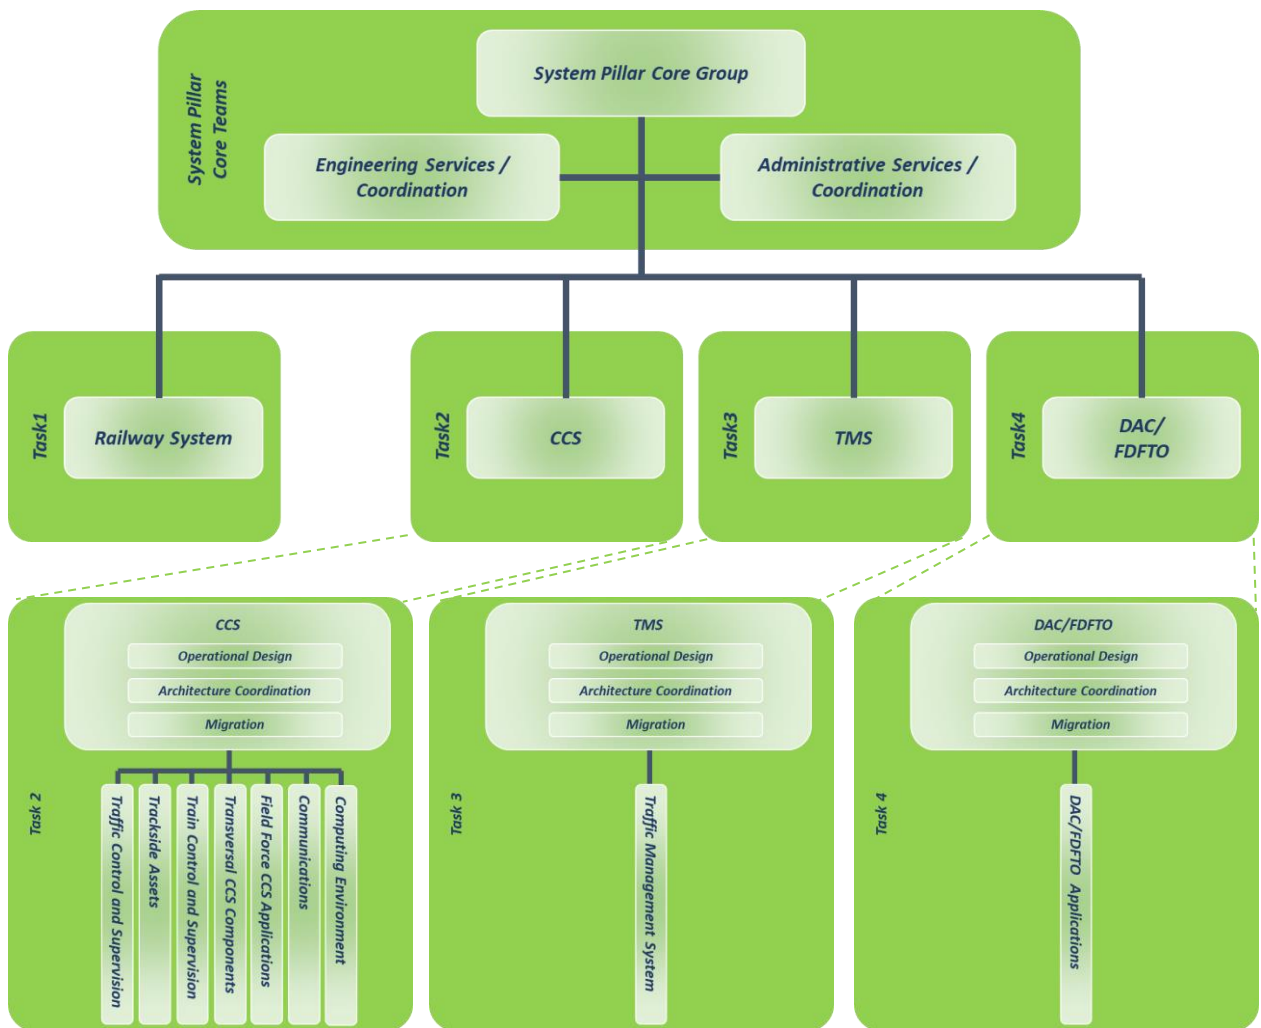 System Pillar
Core Teams
System Pillar Core Group
Engineering Services /
Coordination
Administrative Services /
Coordination
Task1
Railway System
Task2
CCS
Task3
TMS
Task4
DAC/
FDFTO
Task 2
CCS
Operational Design
Architecture Coordination
Migration
Traffic Control and Supervision
Trackside Assets
Train Control and Supervision
Transversal CCS Components
Field Force CCS Applications
Communications
Computing Environment
Task 3
TMS
Operational Design
Architecture Coordination
Migration
Traffic Management System
Task 4
DAC/FDFTO
Operational Design
Architecture Coordination
Migration
DAC/FDFTO Applications